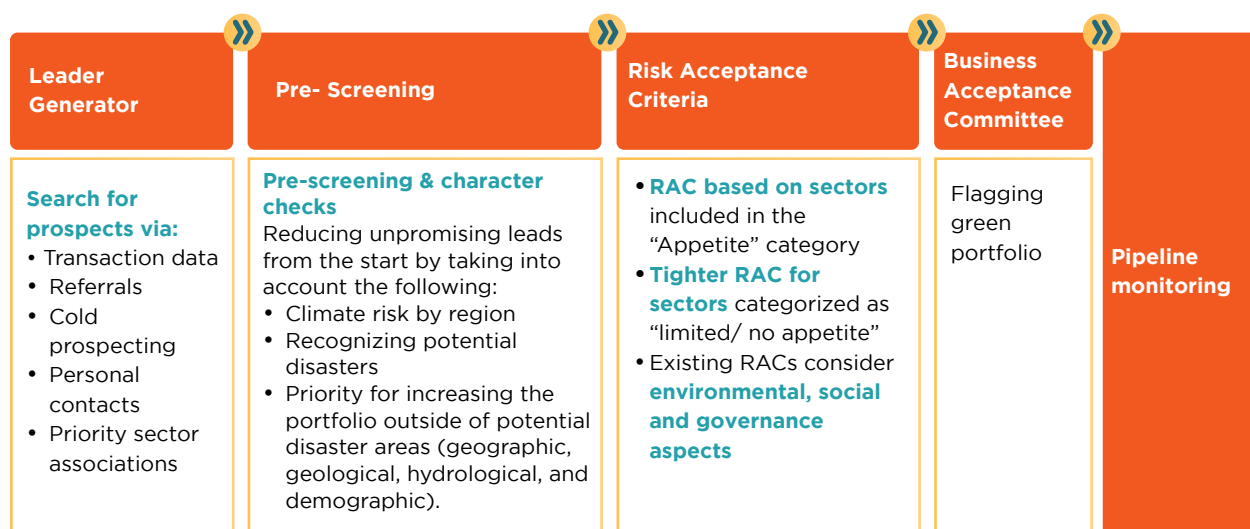 Leader
Generator
Search for
prospects via:
• Transaction data
• Referrals
• Cold
prospecting
• Personal
contacts
• Priority sector
associations
Pre- Screening
Pre-screening & character
checks
Reducing unpromising leads
from the start by taking into
account the following:
• Climate risk by region
• Recognizing potential
disasters
• Priority for increasing the
portfolio outside of potential
disaster areas (geographic,
geological, hydrological, and
demographic).
Risk Acceptance
Criteria
• RAC based on sectors
included in the
“Appetite” category
• Tighter RAC for
sectors categorized as
“limited/ no appetite”
• Existing RACs consider
environmental, social
and governance
aspects
Business
Acceptance
Committee
Flagging
green
portfolio
Pipeline
monitoring